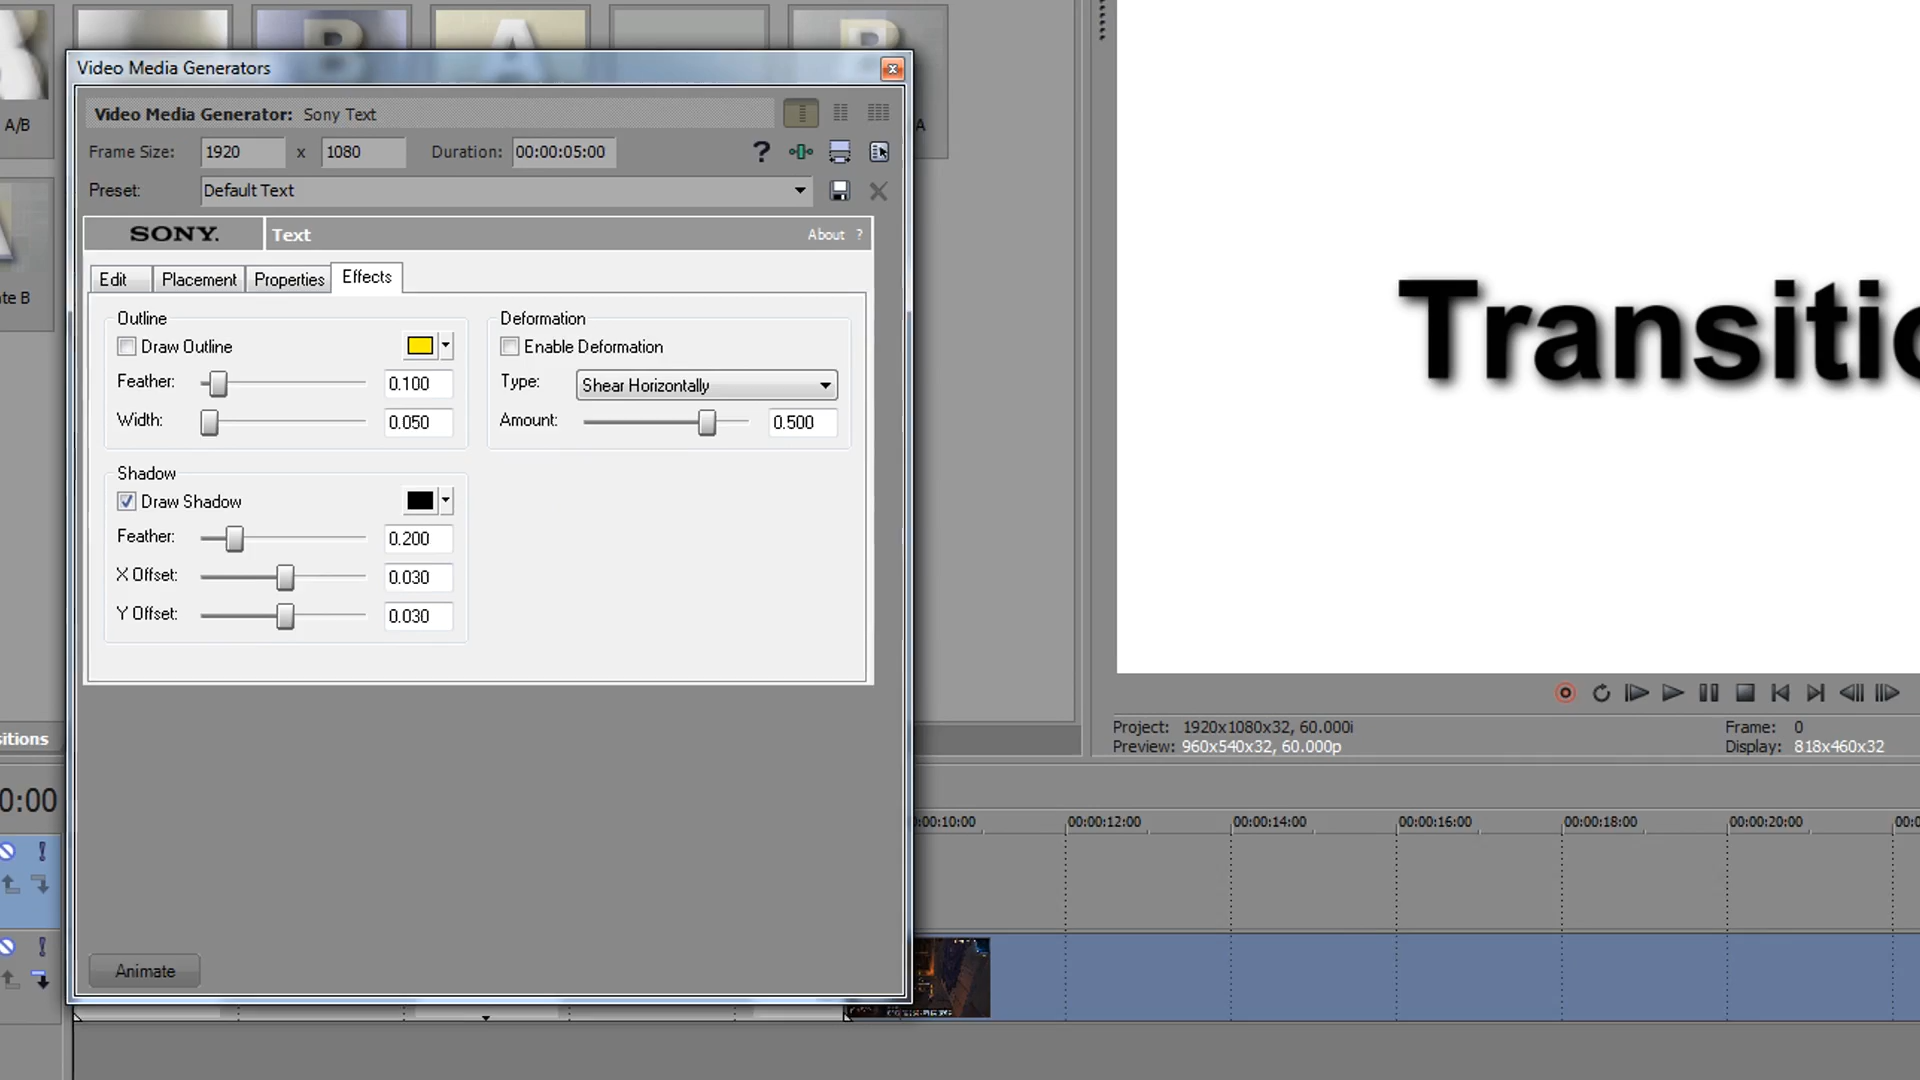 B
A
B
A/B
A
Video Media Generators
Video Media Generator: Sony Text
Frame Size: 1920 x 1080 Duration: 00:00:05:00
?
Preset: Default Text
SONY. Text About ?
Edit Placement Properties Effects
Outline
Draw Outline
Feather: 0.100
Width: 0.050
Deformation
Enable Deformation
Type: Shear Horizontally
Amount: 0.500
Shadow
Draw Shadow
Feather: 0.200
X Offset: 0.030
Y Offset: 0.030
Animate
te B
itions
Transitio
Project: 1920x1080x32, 60.000i
Preview: 960x540x32, 60.000p
Frame: 0
Display: 818x460x32
0:00
:00:10:00 00:00:12:00 00:00:14:00 00:00:16:00 00:00:18:00 00:00:20:00 00:0